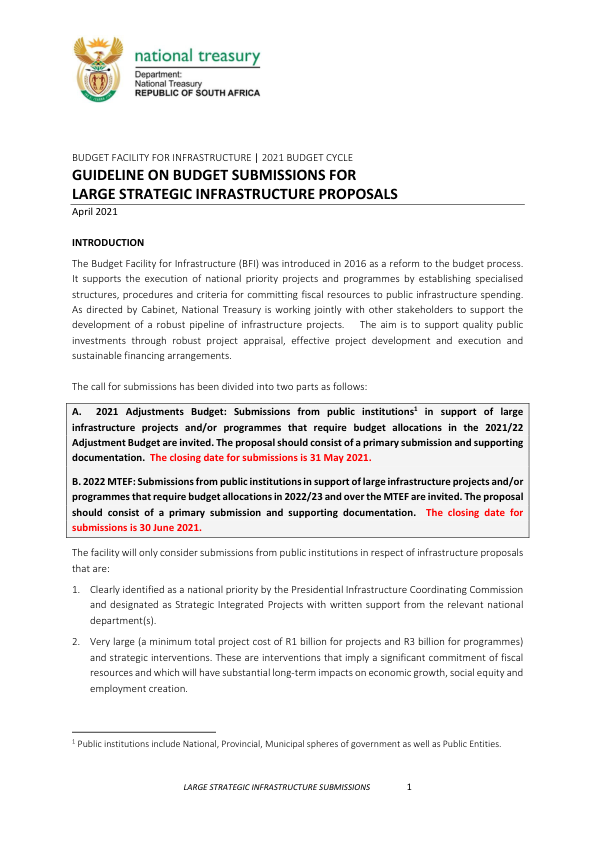 national treasury
Department:
National Treasury
REPUBLIC OF SOUTH AFRICA
BUDGET FACILITY FOR INFRASTRUCTURE | 2021 BUDGET CYCLE
GUIDELINE ON BUDGET SUBMISSIONS FOR
LARGE STRATEGIC INFRASTRUCTURE PROPOSALS
April 2021
INTRODUCTION
The Budget Facility for Infrastructure (BFI) was introduced in 2016 as a reform to the budget process.
It supports the execution of national priority projects and programmes by establishing specialised
structures, procedures and criteria for committing fiscal resources to public infrastructure spending.
As directed by Cabinet, National Treasury is working jointly with other stakeholders to support the
development of a robust pipeline of infrastructure projects. The aim is to support quality public
investments through robust project appraisal, effective project development and execution and
sustainable financing arrangements.
The call for submissions has been divided into two parts as follows:
A. 2021 Adjustments Budget: Submissions from public institutions¹ in support of large
infrastructure projects and/or programmes that require budget allocations in the 2021/22
Adjustment Budget are invited. The proposal should consist of a primary submission and supporting
documentation. The closing date for submissions is 31 May 2021.
B. 2022 MTEF: Submissions from public institutions in support of large infrastructure projects and/or
programmes that require budget allocations in 2022/23 and over the MTEF are invited. The proposal
should consist of a primary submission and supporting documentation. The closing date for
submissions is 30 June 2021.
The facility will only consider submissions from public institutions in respect of infrastructure proposals
that are:
1. Clearly identified as a national priority by the Presidential Infrastructure Coordinating Commission
and designated as Strategic Integrated Projects with written support from the relevant national
department(s).
2. Very large (a minimum total project cost of R1 billion for projects and R3 billion for programmes)
and strategic interventions. These are interventions that imply a significant commitment of fiscal
resources and which will have substantial long-term impacts on economic growth, social equity and
employment creation.
¹ Public institutions include National, Provincial, Municipal spheres of government as well as Public Entities.
LARGE STRATEGIC INFRASTRUCTURE SUBMISSIONS 1